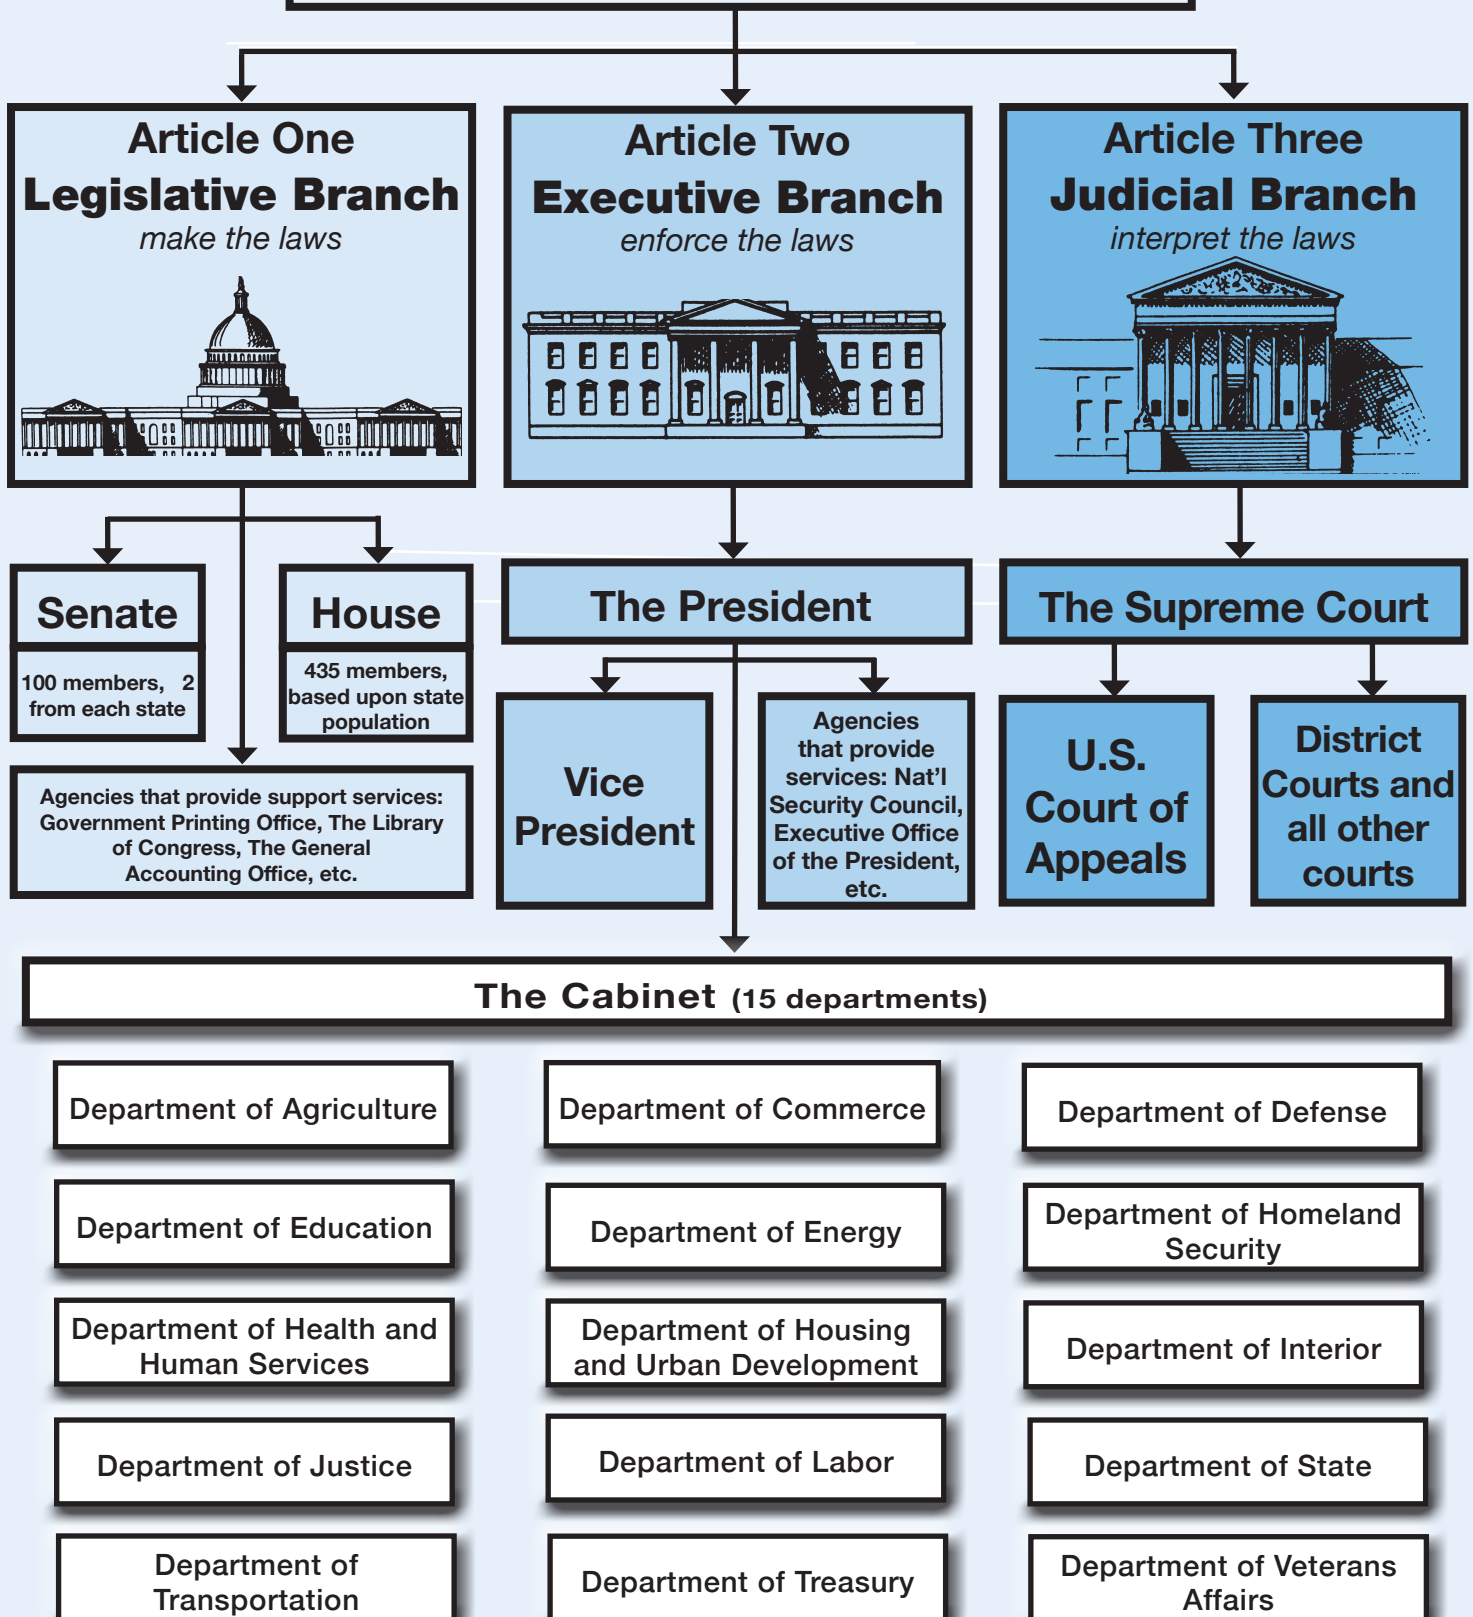 Article One
Legislative Branch
make the laws
Article Two
Executive Branch
enforce the laws
Article Three
Judicial Branch
interpret the laws
Senate
100 members, 2
from each state
House
435 members,
based upon state
population
Agencies that provide support services:
Government Printing Office, The Library
of Congress, The General
Accounting Office, etc.
The President
Vice
President
Agencies
that provide
services: Nat'l
Security Council,
Executive Office
of the President,
etc.
The Supreme Court
U.S.
Court of
Appeals
District
Courts and
all other
courts
The Cabinet (15 departments)
Department of Agriculture
Department of Commerce
Department of Defense
Department of Education
Department of Energy
Department of Homeland
Security
Department of Health and
Human Services
Department of Housing
and Urban Development
Department of Interior
Department of Justice
Department of Labor
Department of State
Department of
Transportation
Department of Treasury
Department of Veterans
Affairs